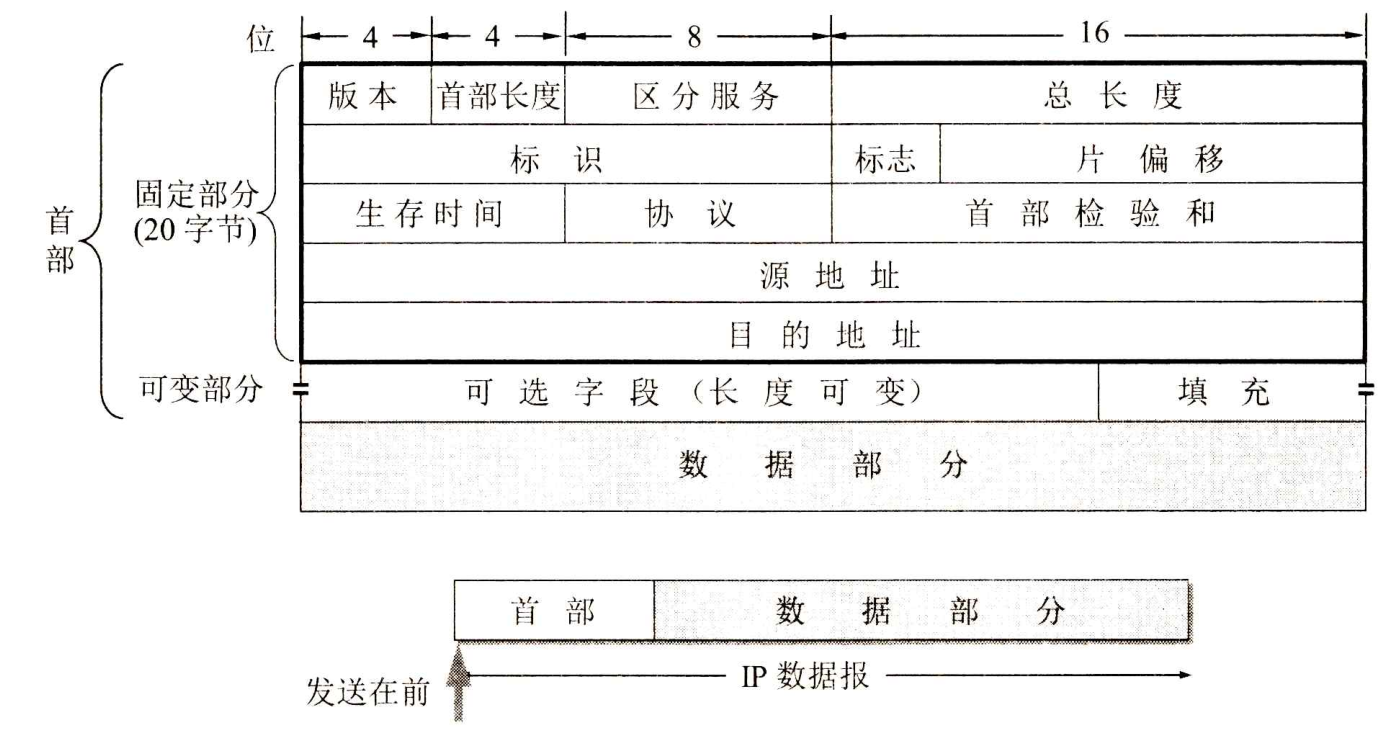 位 4 4 8 16
版本 首部长度 区分服务 总长度
标识 标志 片偏移
固定部分
(20 字节)
首部
生存时间 协议 首部检验和
源地址
目的地址
可变部分 可选字段（长度可变） 填充
数据部分
首部 数据部分
发送在前
IP 数据报